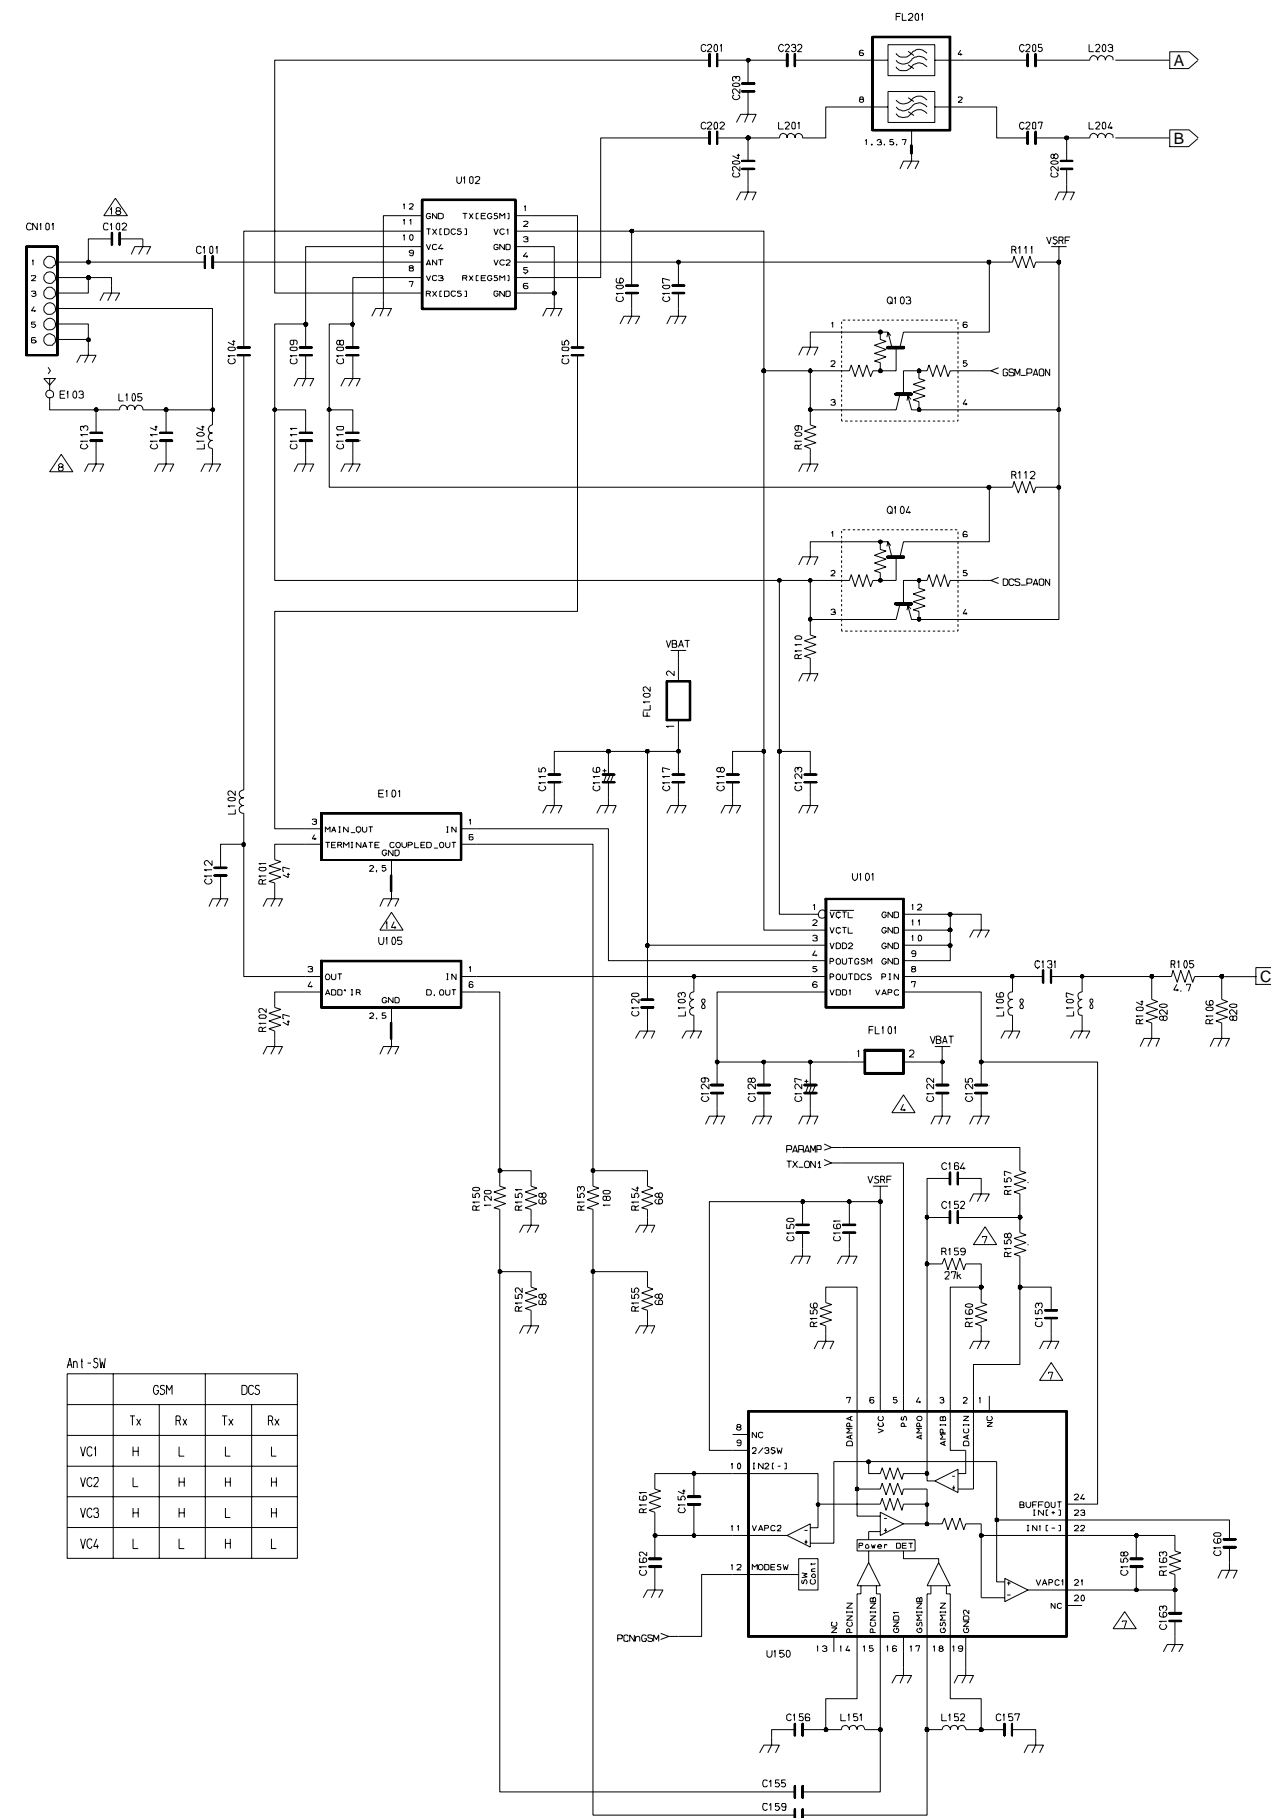 FL201
C201
C232
6
4
C205
L203
A
C203
8
2
C202
L201
C207
L204
B
C204
1,3,5,7
C208
U102
18
CN101
C102
12
GND
TX[EGSM]
1
11
TX[DCS]
VC1
2
C101
10
VC4
GND
3
VSRF
1
9
ANT
VC2
4
R111
2
8
VC3
RX[EGSM]
5
3
7
RX[DCS]
GND
6
4
C106
C107
5
Q103
6
1
6
C104
C109
C108
C105
2
5
GSM_PAON
E103
L105
3
4
C113
C114
L104
C111
C110
R109
8
R112
Q104
1
6
2
5
DCS_PAON
3
4
R110
VBAT
2
FL102
1
C115
C116
+
C117
C118
C123
L102
E101
3
MAIN_OUT
IN
1
4
TERMINATE
COUPLED_OUT
6
GND
C112
R101
47
2,5
U101
14
1
VCTL
GND
12
2
VCTL
GND
11
U105
3
VDD2
GND
10
4
POUTGSM
GND
9
C131
R105
3
OUT
IN
1
5
POUTDCS
PIN
8
4.7
C
4
ADD'IR
D,OUT
6
6
VDD1
VAPC
7
GND
R102
47
2,5
C120
L103
∞
L106
∞
L107
∞
R104
820
R106
820
FL101
VBAT
1
2
C129
C128
C127
+
C122
C125
4
PARAMP
TX_ON1
C164
R157
R150
120
R151
68
R153
180
R154
68
VSRF
C150
C161
C152
7
R158
R159
27k
R152
68
R155
68
R156
R160
C153
7
Ant-SW
GSM
DCS
Tx
Rx
Tx
Rx
VC1
H
L
L
L
VC2
L
H
H
H
VC3
H
H
L
H
VC4
L
L
H
L
7
6
5
4
3
2
1
DAMPA
VCC
PS
AMPO
AMPIB
DACIN
NC
8
NC
9
2/3SW
10
IN2[-]
R161
C154
BUFFOUT
24
IN[+]
23
IN1[-]
22
11
VAPC2
Power DET
C162
12
MODESW
SW
Cont
VAPC1
21
NC
20
C158
R163
C160
7
C163
PCNnGSM
NC
PCNIN
PCNINB
GND1
GSMINB
GSMIN
GND2
13
14
15
16
17
18
19
U150
C156
L151
L152
C157
C155
C159